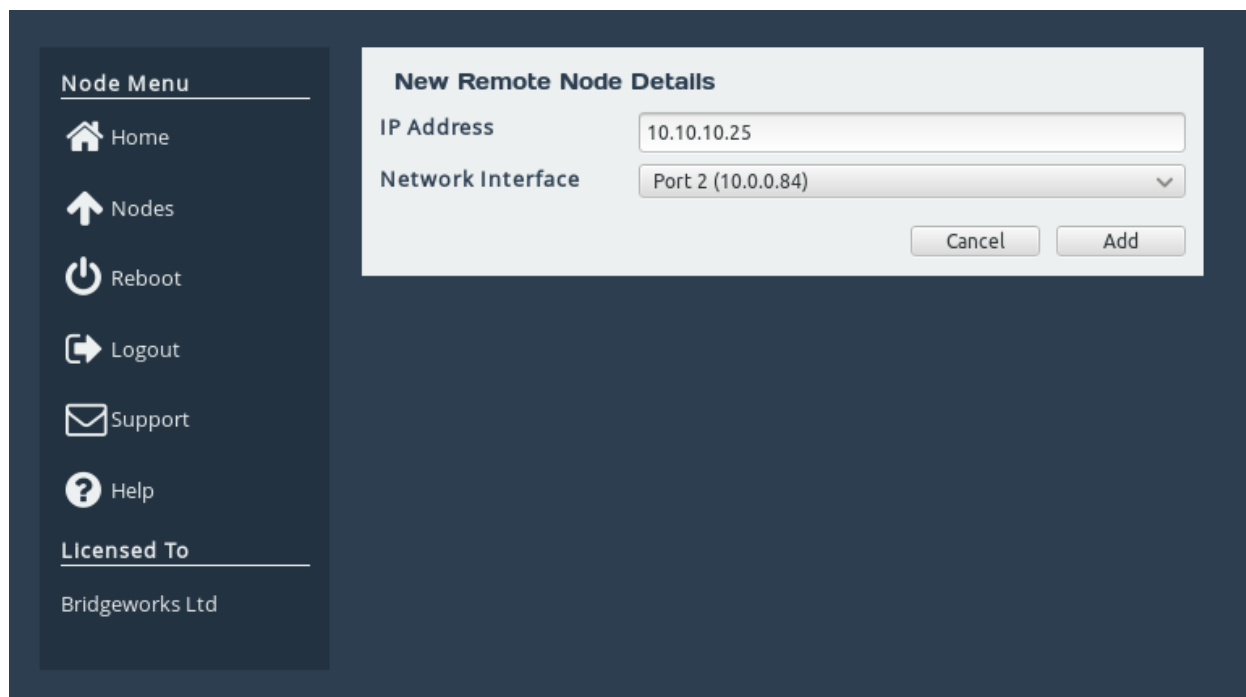 Node Menu
Home
Nodes
Reboot
Logout
Support
Help
Licensed To
Bridgeworks Ltd
New Remote Node Details
IP Address
10.10.10.25
Network Interface
Port 2 (10.0.0.84)
Cancel
Add